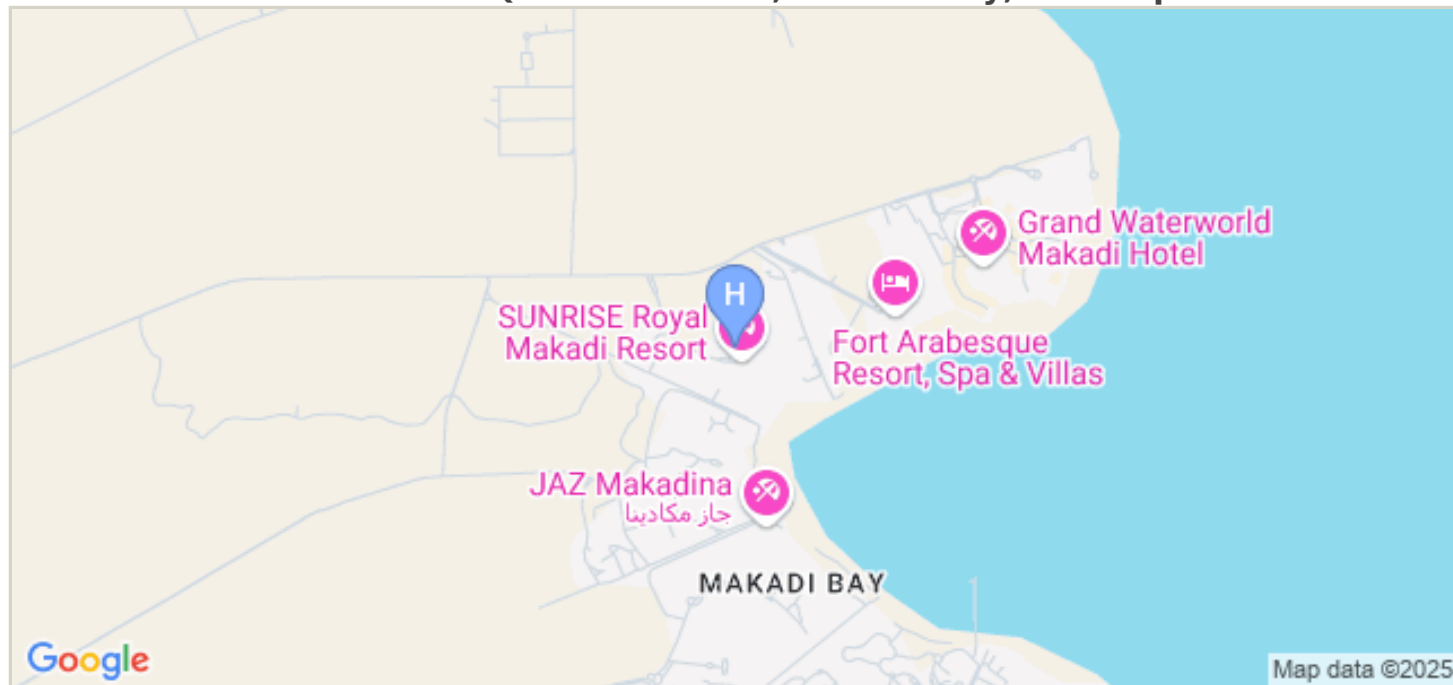 Grand Waterworld
Makadi Hotel
H
SUNRISE Royal
Makadi Resort
Fort Arabesque
Resort, Spa & Villas
JAZ Makadina
جاز مكادينا
MAKADI BAY
Google
Map data ©2025